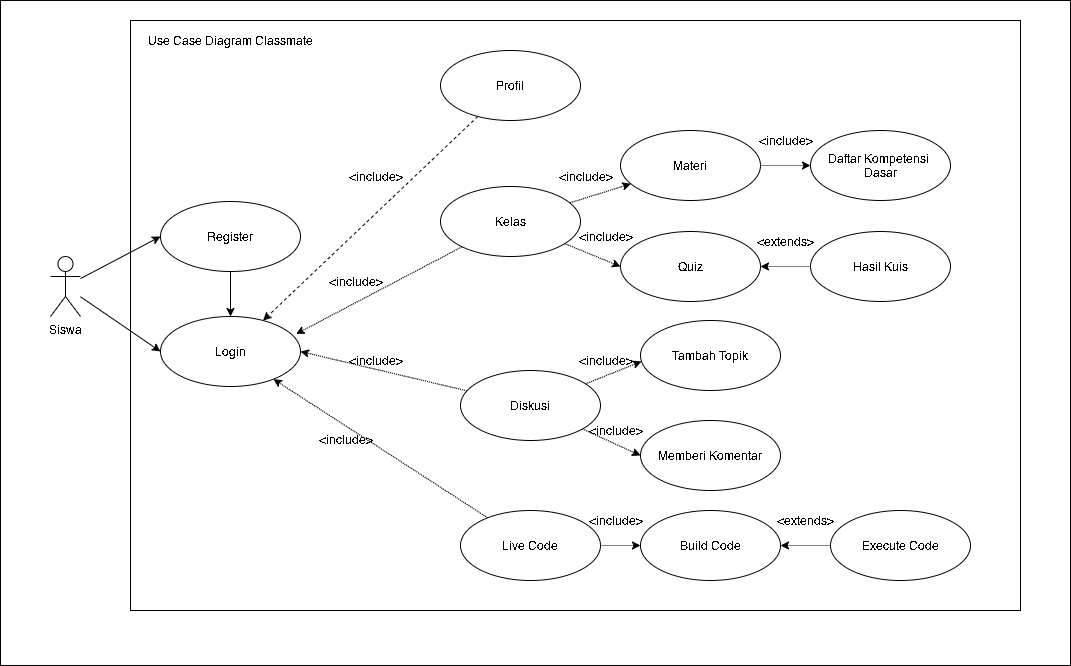 Use Case Diagram Classmate
Profil
<include>
Materi
<include>
Daftar Kompetensi
Dasar
<include>
Kelas
<include>
Quiz
<extends>
Hasil Kuis
Register
<include>
Siswa
Login
<include>
Diskusi
<include>
Tambah Topik
<include>
Memberi Komentar
<include>
Live Code
<include>
Build Code
<extends>
Execute Code